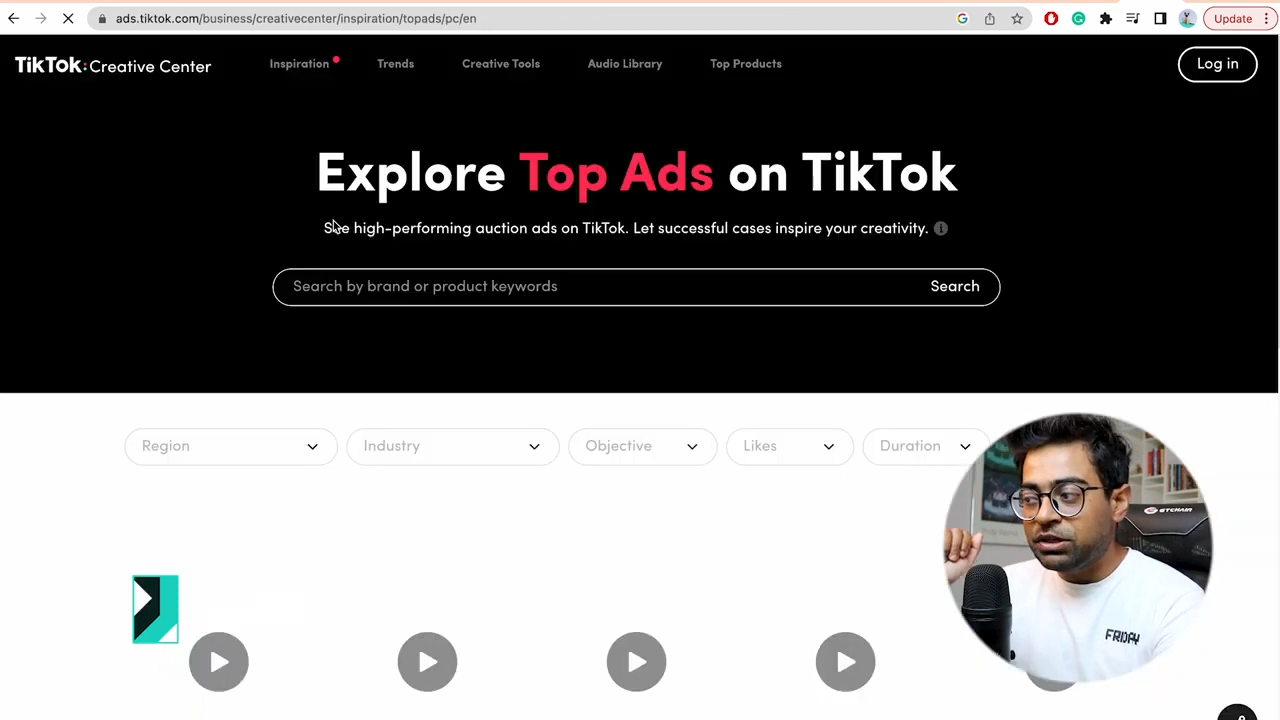 ads.tiktok.com/business/creativecenter/inspiration/topads/pc/en
Update
TikTok: Creative Center
Inspiration
Trends
Creative Tools
Audio Library
Top Products
Log in
Explore Top Ads on TikTok
See high-performing auction ads on TikTok. Let successful cases inspire your creativity.
Search by brand or product keywords
Search
Region
Industry
Objective
Likes
Duration
GTCHAIR
FRIDAY